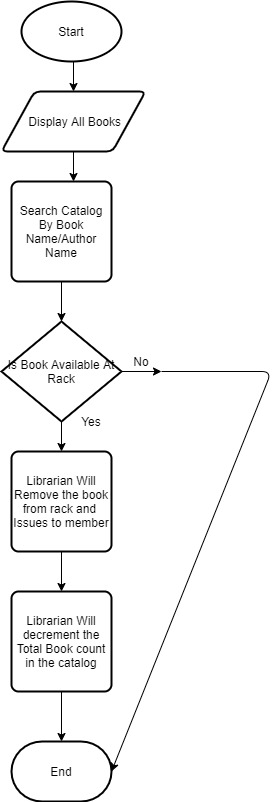 Start
Display All Books
Search Catalog
By Book
Name/Author
Name
Is Book Available At
Rack
No
Yes
Librarian Will
Remove the book
from rack and
Issues to member
Librarian Will
decrement the
Total Book count
in the catalog
End